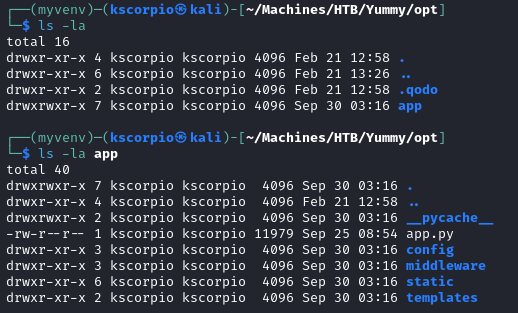 ┌──(myvenv)─(kscorpio㉿kali)-[~/Machines/HTB/Yummy/opt]
└─$ ls -la
total 16
drwxr-xr-x 4 kscorpio kscorpio 4096 Feb 21 12:58 .
drwxr-xr-x 6 kscorpio kscorpio 4096 Feb 21 13:26 ..
drwxr-xr-x 2 kscorpio kscorpio 4096 Feb 21 12:58 .qodo
drwxrwxr-x 7 kscorpio kscorpio 4096 Sep 30 03:16 app
┌──(myvenv)─(kscorpio㉿kali)-[~/Machines/HTB/Yummy/opt]
└─$ ls -la app
total 40
drwxrwxr-x 7 kscorpio kscorpio  4096 Sep 30 03:16 .
drwxr-xr-x 4 kscorpio kscorpio  4096 Feb 21 12:58 ..
drwxrwxr-x 2 kscorpio kscorpio  4096 Sep 30 03:16 __pycache__
-rw-r--r-- 1 kscorpio kscorpio 11979 Sep 25 08:54 app.py
drwxr-xr-x 3 kscorpio kscorpio  4096 Sep 30 03:16 config
drwxr-xr-x 3 kscorpio kscorpio  4096 Sep 30 03:16 middleware
drwxr-xr-x 6 kscorpio kscorpio  4096 Sep 30 03:16 static
drwxr-xr-x 2 kscorpio kscorpio  4096 Sep 30 03:16 templates